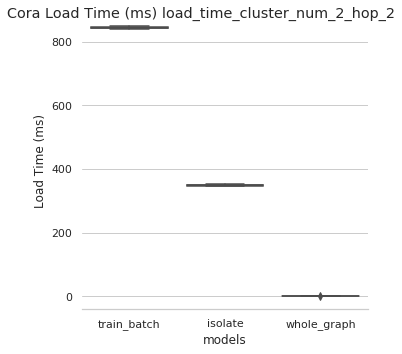 Cora Load Time (ms) load_time_cluster_num_2_hop_2
800
600
400
200
0
Load Time (ms)
train_batch isolate whole_graph
models